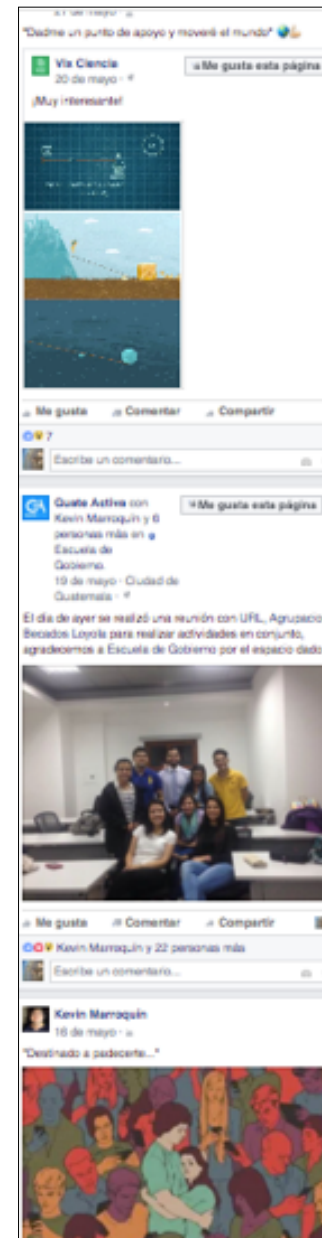 "Dadme un punto de apoyo y moveré el mundo"
Via Ciencia
Me gusta esta página
20 de mayo
¡Muy interesante!
Me gusta Comentar Compartir
7
Escribe un comentario...
Guate Activa con
Me gusta esta página
Kevin Marroquín y 6
personas más en
Escuela de
Gobierno.
19 de mayo · Ciudad de
Guatemala
El día de ayer se realizó una reunión con URL, Agrupació
Becados Loyola para realizar actividades en conjunto,
agradecemos a Escuela de Gobierno por el espacio dado
Me gusta Comentar Compartir
Kevin Marroquín y 22 personas más
Escribe un comentario...
Kevin Marroquín
16 de mayo
"Destinado a padecerte..."